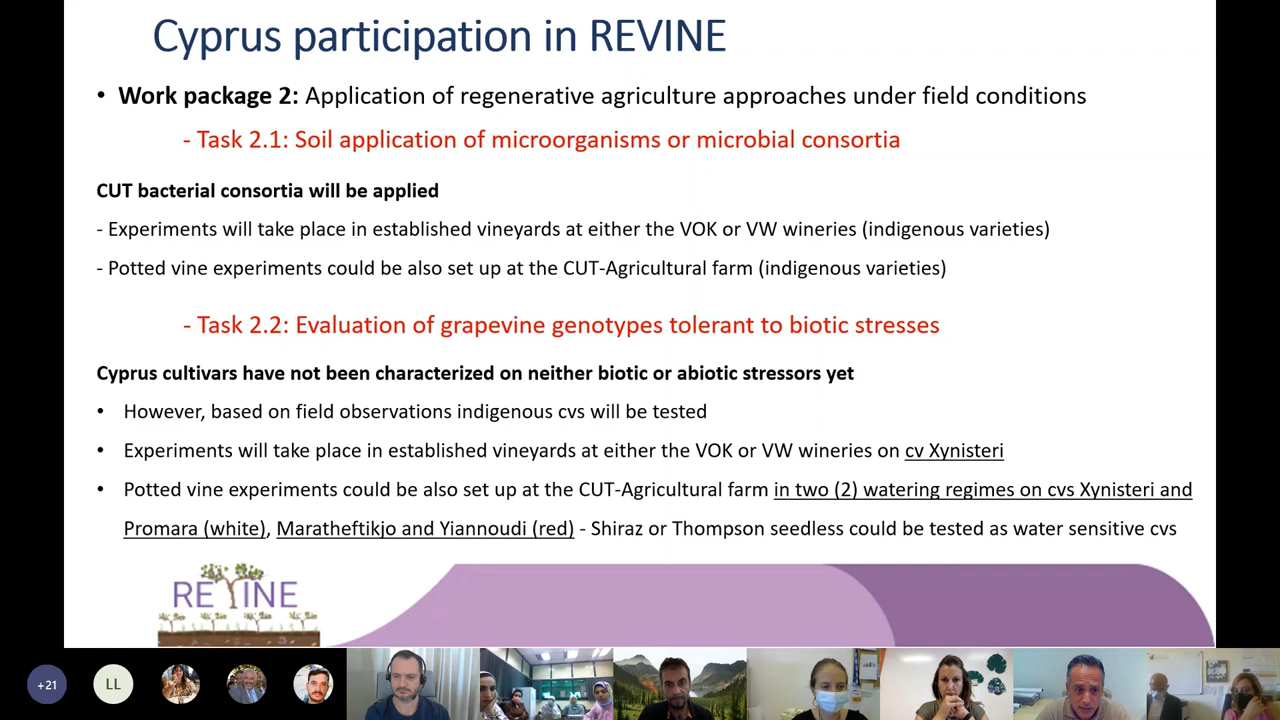 Cyprus participation in REVINE
• Work package 2: Application of regenerative agriculture approaches under field conditions
- Task 2.1: Soil application of microorganisms or microbial consortia
CUT bacterial consortia will be applied
- Experiments will take place in established vineyards at either the VOK or VW wineries (indigenous varieties)
- Potted vine experiments could be also set up at the CUT-Agricultural farm (indigenous varieties)
- Task 2.2: Evaluation of grapevine genotypes tolerant to biotic stresses
Cyprus cultivars have not been characterized on neither biotic or abiotic stressors yet
• However, based on field observations indigenous cvs will be tested
• Experiments will take place in established vineyards at either the VOK or VW wineries on cv Xynisteri
• Potted vine experiments could be also set up at the CUT-Agricultural farm in two (2) watering regimes on cvs Xynisteri and
Promara (white), Maratheftikjo and Yiannoudi (red) - Shiraz or Thompson seedless could be tested as water sensitive cvs
REVINE
+21
LL